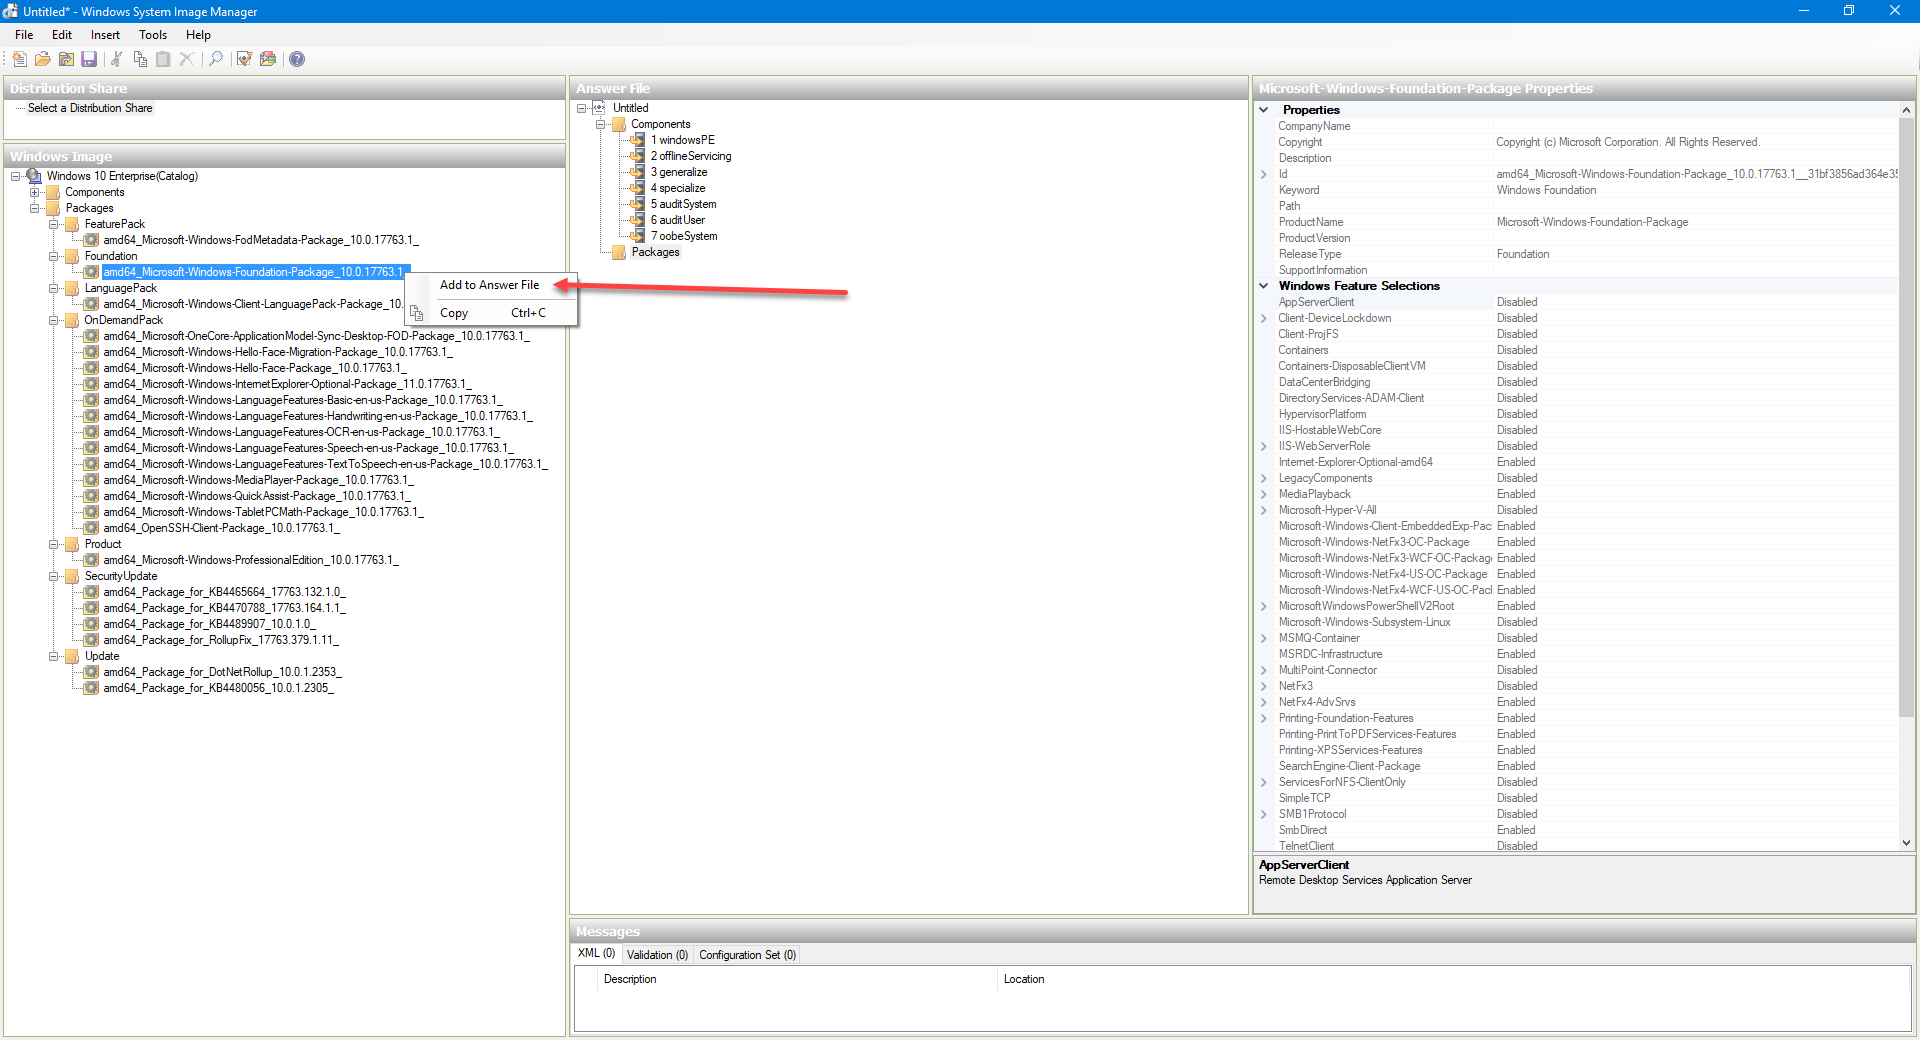 Untitled* - Windows System Image Manager
File Edit Insert Tools Help
Distribution Share
Select a Distribution Share
Windows Image
Windows 10 Enterprise(Catalog)
Components
Packages
FeaturePack
amd64_Microsoft-Windows-FodMetadata-Package_10.0.17763.1_
Foundation
amd64_Microsoft-Windows-Foundation-Package_10.0.17763.1_
LanguagePack
amd64_Microsoft-Windows-Client-LanguagePack-Package_10.
OnDemandPack
amd64_Microsoft-OneCore-ApplicationModel-Sync-Desktop-FOD-Package_10.0.17763.1_
amd64_Microsoft-Windows-Hello-Face-Migration-Package_10.0.17763.1_
amd64_Microsoft-Windows-Hello-Face-Package_10.0.17763.1_
amd64_Microsoft-Windows-InternetExplorer-Optional-Package_11.0.17763.1_
amd64_Microsoft-Windows-LanguageFeatures-Basic-en-us-Package_10.0.17763.1_
amd64_Microsoft-Windows-LanguageFeatures-Handwriting-en-us-Package_10.0.17763.1_
amd64_Microsoft-Windows-LanguageFeatures-OCR-en-us-Package_10.0.17763.1_
amd64_Microsoft-Windows-LanguageFeatures-Speech-en-us-Package_10.0.17763.1_
amd64_Microsoft-Windows-LanguageFeatures-TextToSpeech-en-us-Package_10.0.17763.1_
amd64_Microsoft-Windows-MediaPlayer-Package_10.0.17763.1_
amd64_Microsoft-Windows-QuickAssist-Package_10.0.17763.1_
amd64_Microsoft-Windows-TabletPCMath-Package_10.0.17763.1_
amd64_OpenSSH-Client-Package_10.0.17763.1_
Product
amd64_Microsoft-Windows-ProfessionalEdition_10.0.17763.1_
SecurityUpdate
amd64_Package_for_KB4465664_17763.132.1.0_
amd64_Package_for_KB4470788_17763.164.1.1_
amd64_Package_for_KB4489907_10.0.1.0_
amd64_Package_for_RollupFix_17763.379.1.11_
Update
amd64_Package_for_DotNetRollup_10.0.1.2353_
amd64_Package_for_KB4480056_10.0.1.2305_
Add to Answer File
Copy Ctrl+C
Answer File
Untitled
Components
1 windowsPE
2 offlineServicing
3 generalize
4 specialize
5 auditSystem
6 auditUser
7 oobeSystem
Packages
Microsoft-Windows-Foundation-Package Properties
Properties
CompanyName
Copyright Copyright (c) Microsoft Corporation. All Rights Reserved.
Description
Id amd64_Microsoft-Windows-Foundation-Package_10.0.17763.1__31bf3856ad364e35
Keyword Windows Foundation
Path
ProductName Microsoft-Windows-Foundation-Package
ProductVersion
ReleaseType Foundation
SupportInformation
Windows Feature Selections
AppServerClient Disabled
Client-DeviceLockdown Disabled
Client-ProjFS Disabled
Containers Disabled
Containers-DisposableClientVM Disabled
DataCenterBridging Disabled
DirectoryServices-ADAM-Client Disabled
HypervisorPlatform Disabled
IIS-HostableWebCore Disabled
IIS-WebServerRole Disabled
Internet-Explorer-Optional-amd64 Enabled
LegacyComponents Disabled
MediaPlayback Enabled
Microsoft-Hyper-V-All Disabled
Microsoft-Windows-Client-EmbeddedExp-Pac Enabled
Microsoft-Windows-NetFx3-OC-Package Enabled
Microsoft-Windows-NetFx3-WCF-OC-Package Enabled
Microsoft-Windows-NetFx4-US-OC-Package Enabled
Microsoft-Windows-NetFx4-WCF-US-OC-Pacl Enabled
MicrosoftWindowsPowerShellV2Root Enabled
Microsoft-Windows-Subsystem-Linux Disabled
MSMQ-Container Disabled
MSRDC-Infrastructure Enabled
MultiPoint-Connector Disabled
NetFx3 Disabled
NetFx4-AdvSrvs Enabled
Printing-Foundation-Features Enabled
Printing-PrintToPDFServices-Features Enabled
Printing-XPSServices-Features Enabled
SearchEngine-Client-Package Enabled
ServicesForNFS-ClientOnly Disabled
SimpleTCP Disabled
SMB1Protocol Disabled
SmbDirect Enabled
TelnetClient Disabled
AppServerClient
Remote Desktop Services Application Server
Messages
XML (0) Validation (0) Configuration Set (0)
Description Location